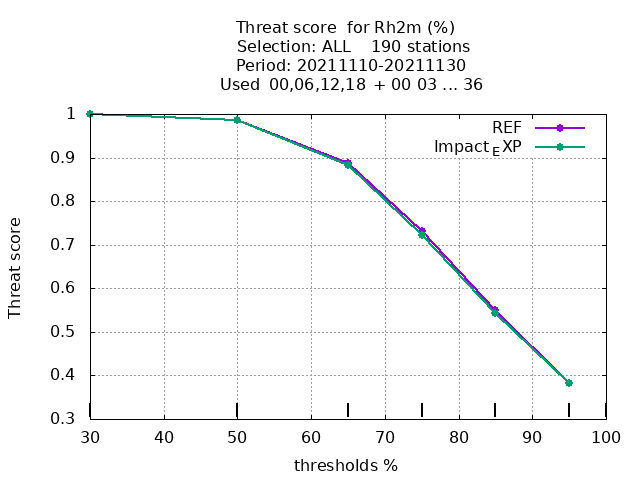 Threat score  for Rh2m (%)
Selection: ALL    190 stations
Period: 20211110-20211130
Used  00,06,12,18  + 00 03 ... 36
REF
Impact_EXP
1
0.9
0.8
0.7
0.6
0.5
0.4
0.3
Threat score
30 40 50 60 70 80 90 100
thresholds %